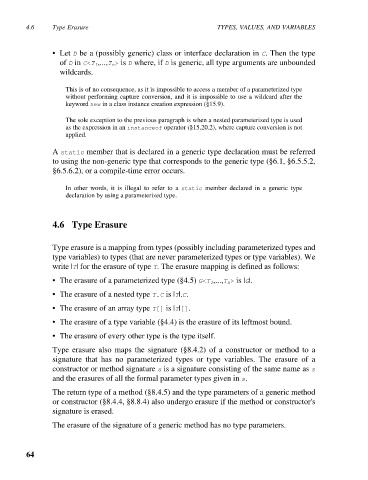 4.6 Type Erasure TYPES, VALUES, AND VARIABLES
• Let D be a (possibly generic) class or interface declaration in C. Then the type
of D in C<T1,...,Tn> is D where, if D is generic, all type arguments are unbounded
wildcards.
This is of no consequence, as it is impossible to access a member of a parameterized type
without performing capture conversion, and it is impossible to use a wildcard after the
keyword new in a class instance creation expression (§15.9).
The sole exception to the previous paragraph is when a nested parameterized type is used
as the expression in an instanceof operator (§15.20.2), where capture conversion is not
applied.
A static member that is declared in a generic type declaration must be referred
to using the non-generic type that corresponds to the generic type (§6.1, §6.5.5.2,
§6.5.6.2), or a compile-time error occurs.
In other words, it is illegal to refer to a static member declared in a generic type
declaration by using a parameterized type.
4.6 Type Erasure
Type erasure is a mapping from types (possibly including parameterized types and
type variables) to types (that are never parameterized types or type variables). We
write |T| for the erasure of type T. The erasure mapping is defined as follows:
• The erasure of a parameterized type (§4.5) G<T1,...,Tn> is |G|.
• The erasure of a nested type T.C is |T|.C.
• The erasure of an array type T[] is |T|[].
• The erasure of a type variable (§4.4) is the erasure of its leftmost bound.
• The erasure of every other type is the type itself.
Type erasure also maps the signature (§8.4.2) of a constructor or method to a
signature that has no parameterized types or type variables. The erasure of a
constructor or method signature s is a signature consisting of the same name as s
and the erasures of all the formal parameter types given in s.
The return type of a method (§8.4.5) and the type parameters of a generic method
or constructor (§8.4.4, §8.8.4) also undergo erasure if the method or constructor's
signature is erased.
The erasure of the signature of a generic method has no type parameters.
64